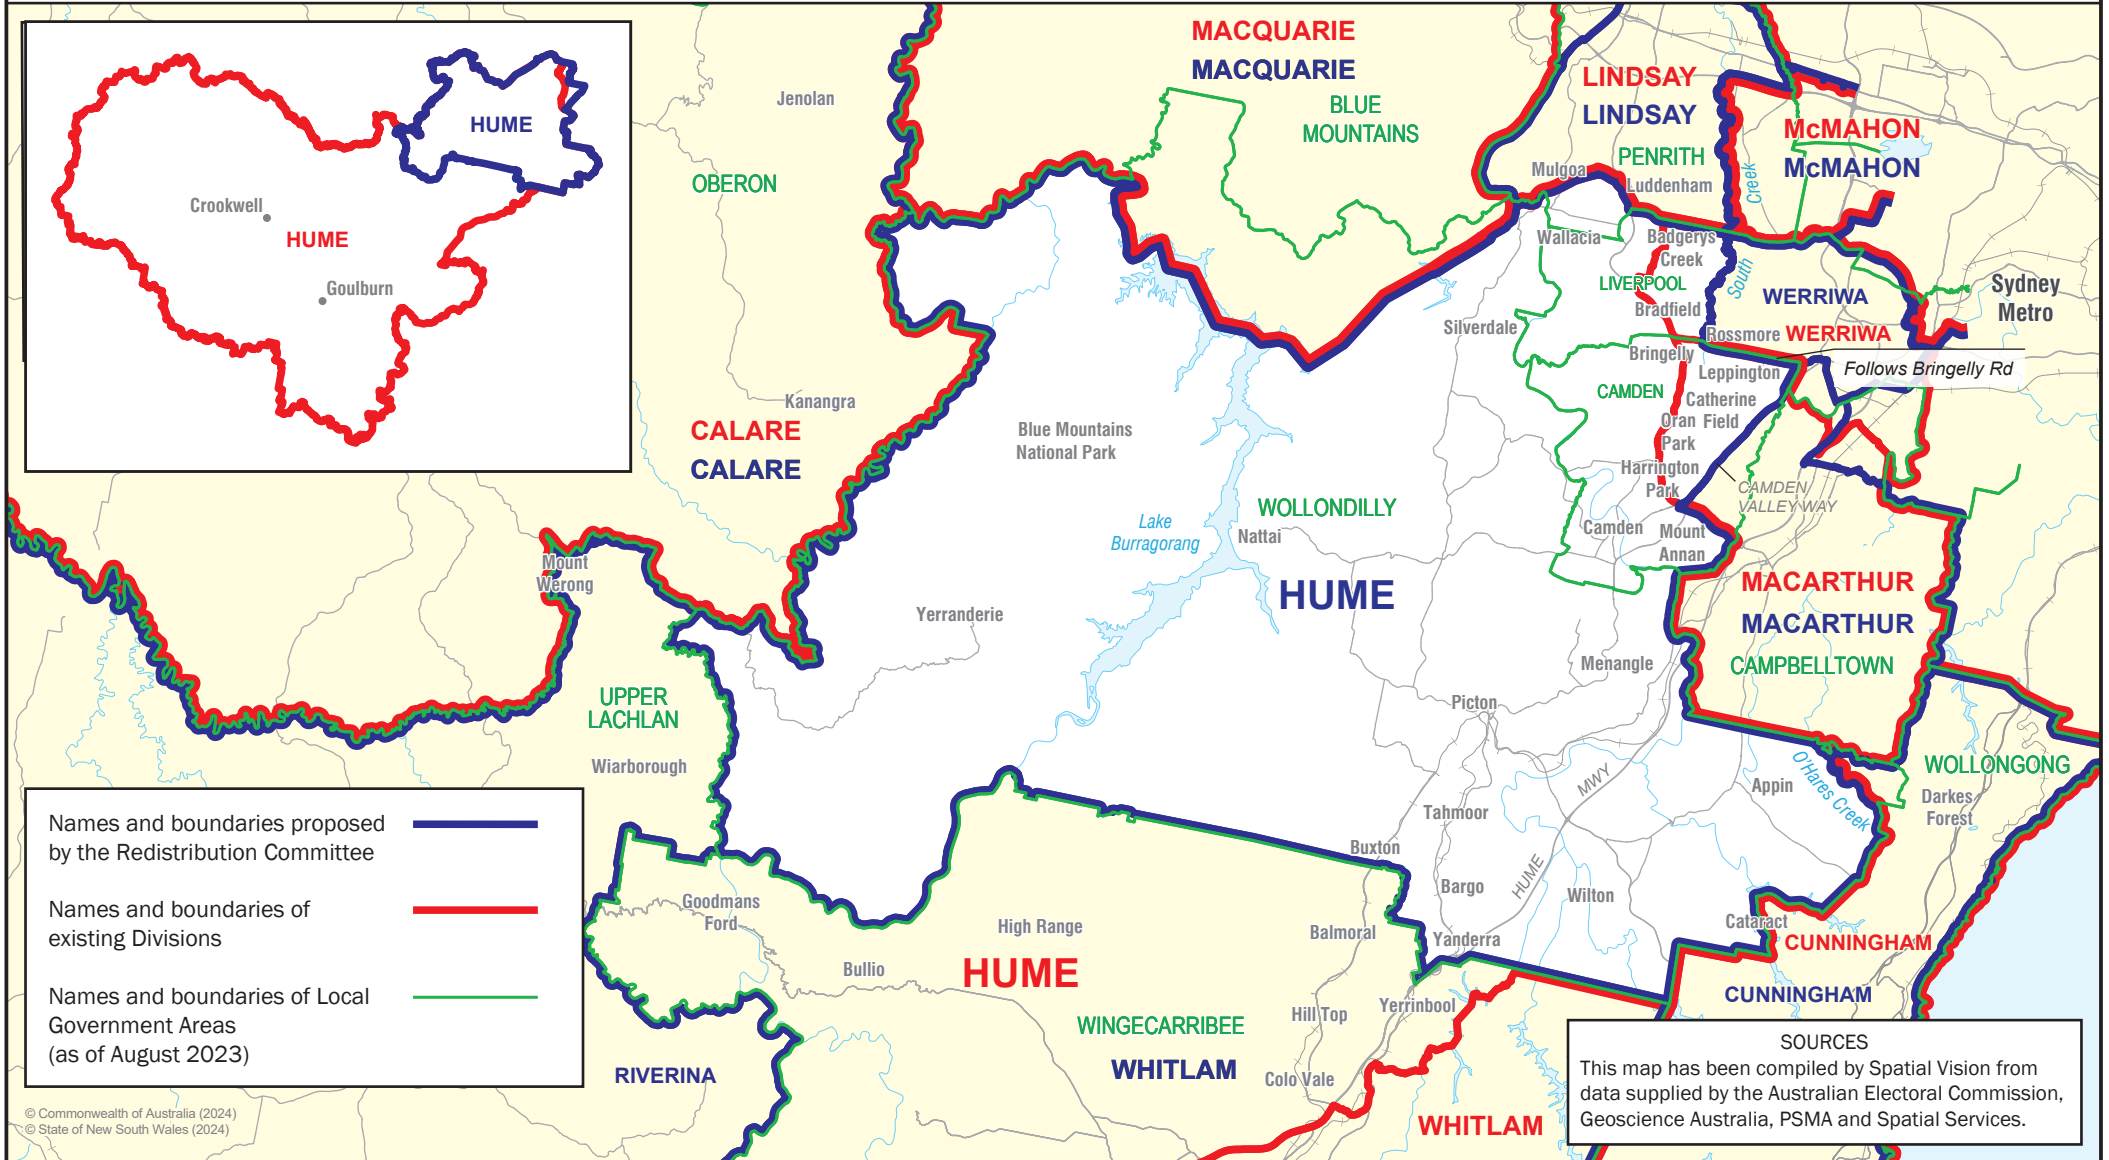 MACQUARIE
MACQUARIE
BLUE
MOUNTAINS
LINDSAY
LINDSAY
PENRITH
Mulgoa
Luddenham
McMAHON
McMAHON
Creek
South
Jenolan
OBERON
HUME
Crookwell
HUME
Goulburn
Wallacia
Badgerys
Creek
LIVERPOOL
Bradfield
WERRIWA
WERRIWA
Sydney
Metro
Silverdale
Rossmore
Bringelly
Follows Bringelly Rd
Leppington
CAMDEN
Catherine
Field
Oran
Park
Harrington
Park
CAMDEN
VALLEY WAY
Kanangra
CALARE
CALARE
Blue Mountains
National Park
WOLLONDILLY
Lake
Burragorang
Nattai
Camden
Mount
Annan
Mount
Werong
HUME
MACARTHUR
MACARTHUR
CAMPBELLTOWN
Yerranderie
Menangle
UPPER
LACHLAN
Picton
Wiarborough
MWY
HUME
O'Hares Creek
WOLLONGONG
Appin
Darkes
Forest
Tahmoor
Buxton
Bargo
Wilton
Goodmans
Ford
High Range
Balmoral
Yanderra
Cataract
CUNNINGHAM
CUNNINGHAM
Bullio
HUME
Yerrinbool
Hill Top
WINGECARRIBEE
WHITLAM
Colo Vale
RIVERINA
WHITLAM
Names and boundaries proposed
by the Redistribution Committee
Names and boundaries of
existing Divisions
Names and boundaries of Local
Government Areas
(as of August 2023)
© Commonwealth of Australia (2024)
© State of New South Wales (2024)
SOURCES
This map has been compiled by Spatial Vision from
data supplied by the Australian Electoral Commission,
Geoscience Australia, PSMA and Spatial Services.